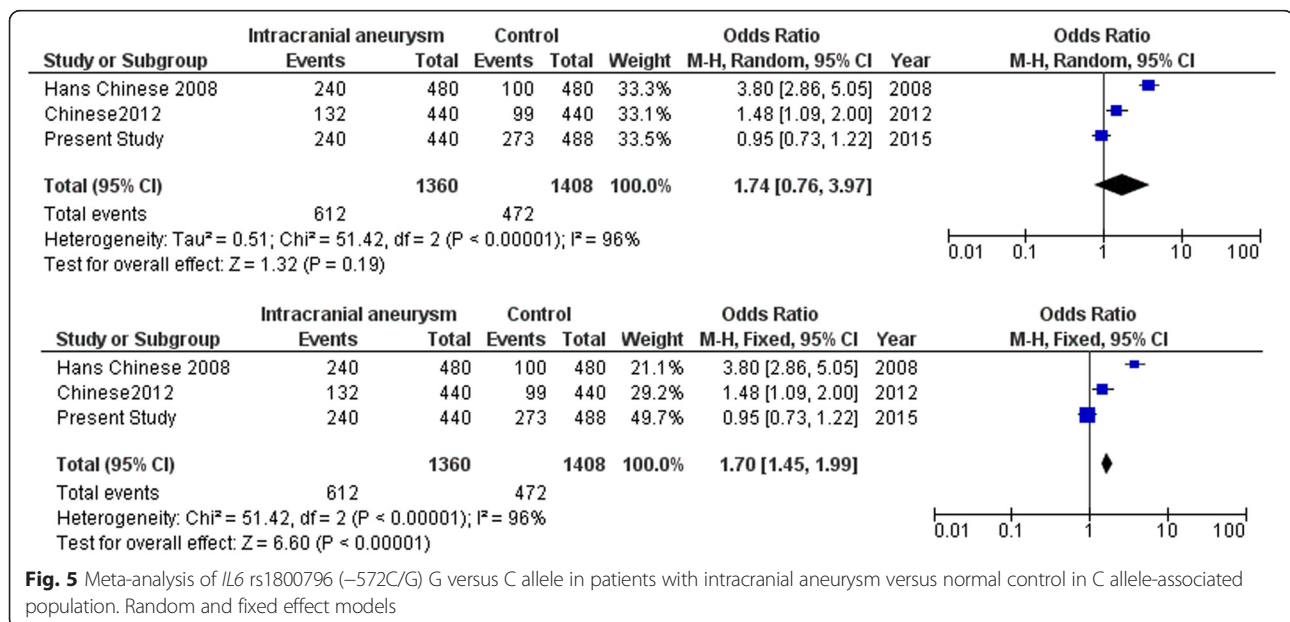 Intracranial aneurysm Control Odds Ratio Odds Ratio
Study or Subgroup Events Total Events Total Weight M-H, Random, 95% CI Year M-H, Random, 95% CI
Hans Chinese 2008 240 480 100 480 33.3% 3.80 [2.86, 5.05] 2008
Chinese2012 132 440 99 440 33.1% 1.48 [1.09, 2.00] 2012
Present Study 240 440 273 488 33.5% 0.95 [0.73, 1.22] 2015
Total (95% CI) 1360 1408 100.0% 1.74 [0.76, 3.97]
Total events 612 472
Heterogeneity: Tau² = 0.51; Chi² = 51.42, df = 2 (P < 0.00001); I² = 96%
Test for overall effect: Z = 1.32 (P = 0.19)
0.01 0.1 1 10 100
Intracranial aneurysm Control Odds Ratio Odds Ratio
Study or Subgroup Events Total Events Total Weight M-H, Fixed, 95% CI Year M-H, Fixed, 95% CI
Hans Chinese 2008 240 480 100 480 21.1% 3.80 [2.86, 5.05] 2008
Chinese2012 132 440 99 440 29.2% 1.48 [1.09, 2.00] 2012
Present Study 240 440 273 488 49.7% 0.95 [0.73, 1.22] 2015
Total (95% CI) 1360 1408 100.0% 1.70 [1.45, 1.99]
Total events 612 472
Heterogeneity: Chi² = 51.42, df = 2 (P < 0.00001); I² = 96%
Test for overall effect: Z = 6.60 (P < 0.00001)
0.01 0.1 1 10 100
Fig. 5 Meta-analysis of IL6 rs1800796 (−572C/G) G versus C allele in patients with intracranial aneurysm versus normal control in C allele-associated
population. Random and fixed effect models